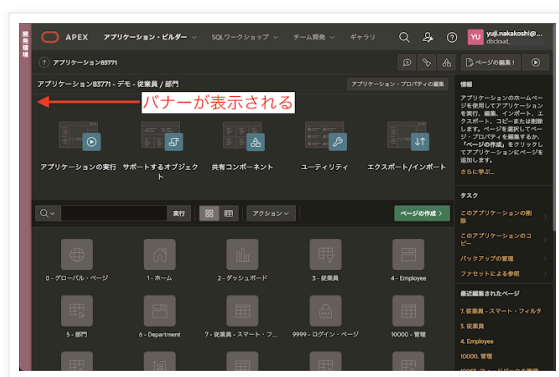 開発環境
APEX アプリケーション・ビルダー SQLワークショップ チーム開発 ギャラリ
YU yuji.nakakoshi@...
dbcloud_
アプリケーション83771
ページの編集1
アプリケーション83771 - デモ - 従業員 / 部門
アプリケーション・プロパティの編集
バナーが表示される
アプリケーションの実行
サポートするオブジェクト
共有コンポーネント
ユーティリティ
エクスポート/インポート
実行
アクション
ページの作成
0 - グローバル・ページ
1 - ホーム
2 - ダッシュボード
3 - 従業員
4 - Employee
5 - 部門
6 - Department
7 - 従業員 - スマート・フ...
9999 - ログイン・ページ
10000 - 管理
情報
アプリケーションのホームペー
ジを使用してアプリケーション
を実行、編集、インポート、エ
クスポート、コピーまたは削除
します。ページを選択してペー
ジ・プロパティを編集するか、
「ページの作成」をクリックし
てアプリケーションにページを
追加します。
さらに学ぶ...
タスク
このアプリケーションの削
除
このアプリケーションのコ
ピー
バックアップの管理
ファセットによる参照
最近編集されたページ
7. 従業員 - スマート・フィルタ
3. 従業員
4. Employee
10000. 管理